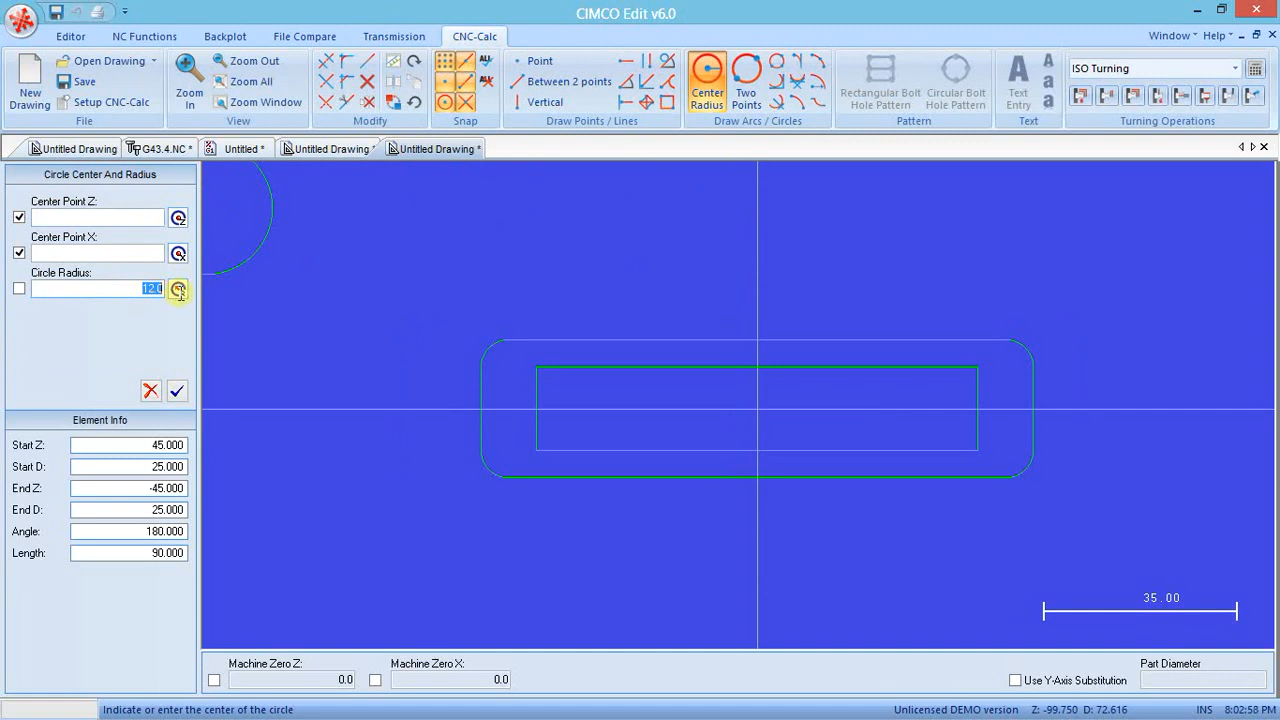 CIMCO Edit v6.0
Editor
NC Functions
Backplot
File Compare
Transmission
CNC-Calc
Window
Help
New Drawing
Open Drawing
Save
Setup CNC-Calc
File
Zoom In
Zoom Out
Zoom All
Zoom Window
View
Modify
Snap
Point
Between 2 points
Vertical
Draw Points / Lines
Center Radius
Two Points
Draw Arcs / Circles
Rectangular Bolt Hole Pattern
Circular Bolt Hole Pattern
Pattern
Text Entry
Text
ISO Turning
Turning Operations
Untitled Drawing
G43.4.NC *
Untitled *
Untitled Drawing *
Untitled Drawing *
Circle Center And Radius
Center Point Z:
Center Point X:
Circle Radius:
12.0
Element Info
Start Z: 45.000
Start D: 25.000
End Z: -45.000
End D: 25.000
Angle: 180.000
Length: 90.000
35.00
Machine Zero Z:
0.0
Machine Zero X:
0.0
Use Y-Axis Substitution
Part Diameter
Indicate or enter the center of the circle
Unlicensed DEMO version
Z: -99.750 D: 72.616
INS
8:02:58 PM